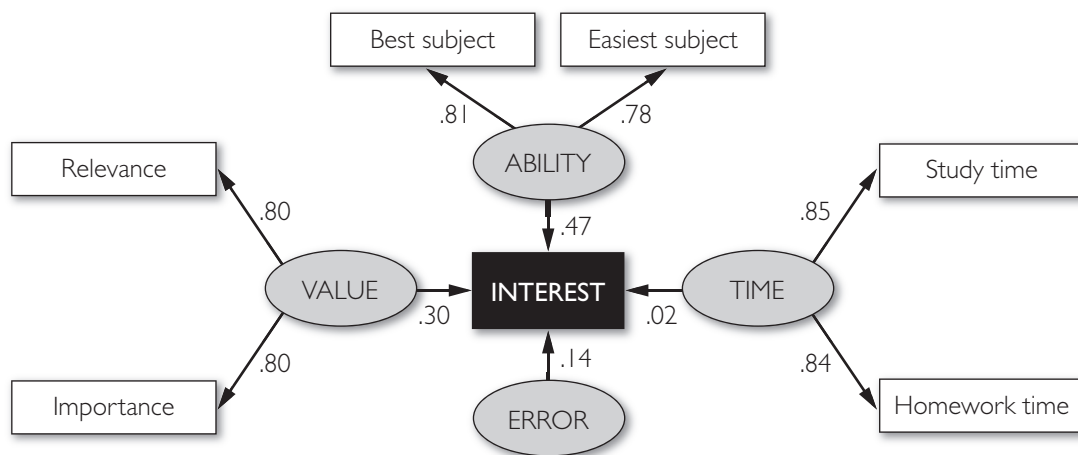 Best subject
Easiest subject
.81
.78
ABILITY
Relevance
Study time
.80
.47
.85
VALUE
INTEREST
TIME
.30
.02
.80
.14
.84
Importance
ERROR
Homework time